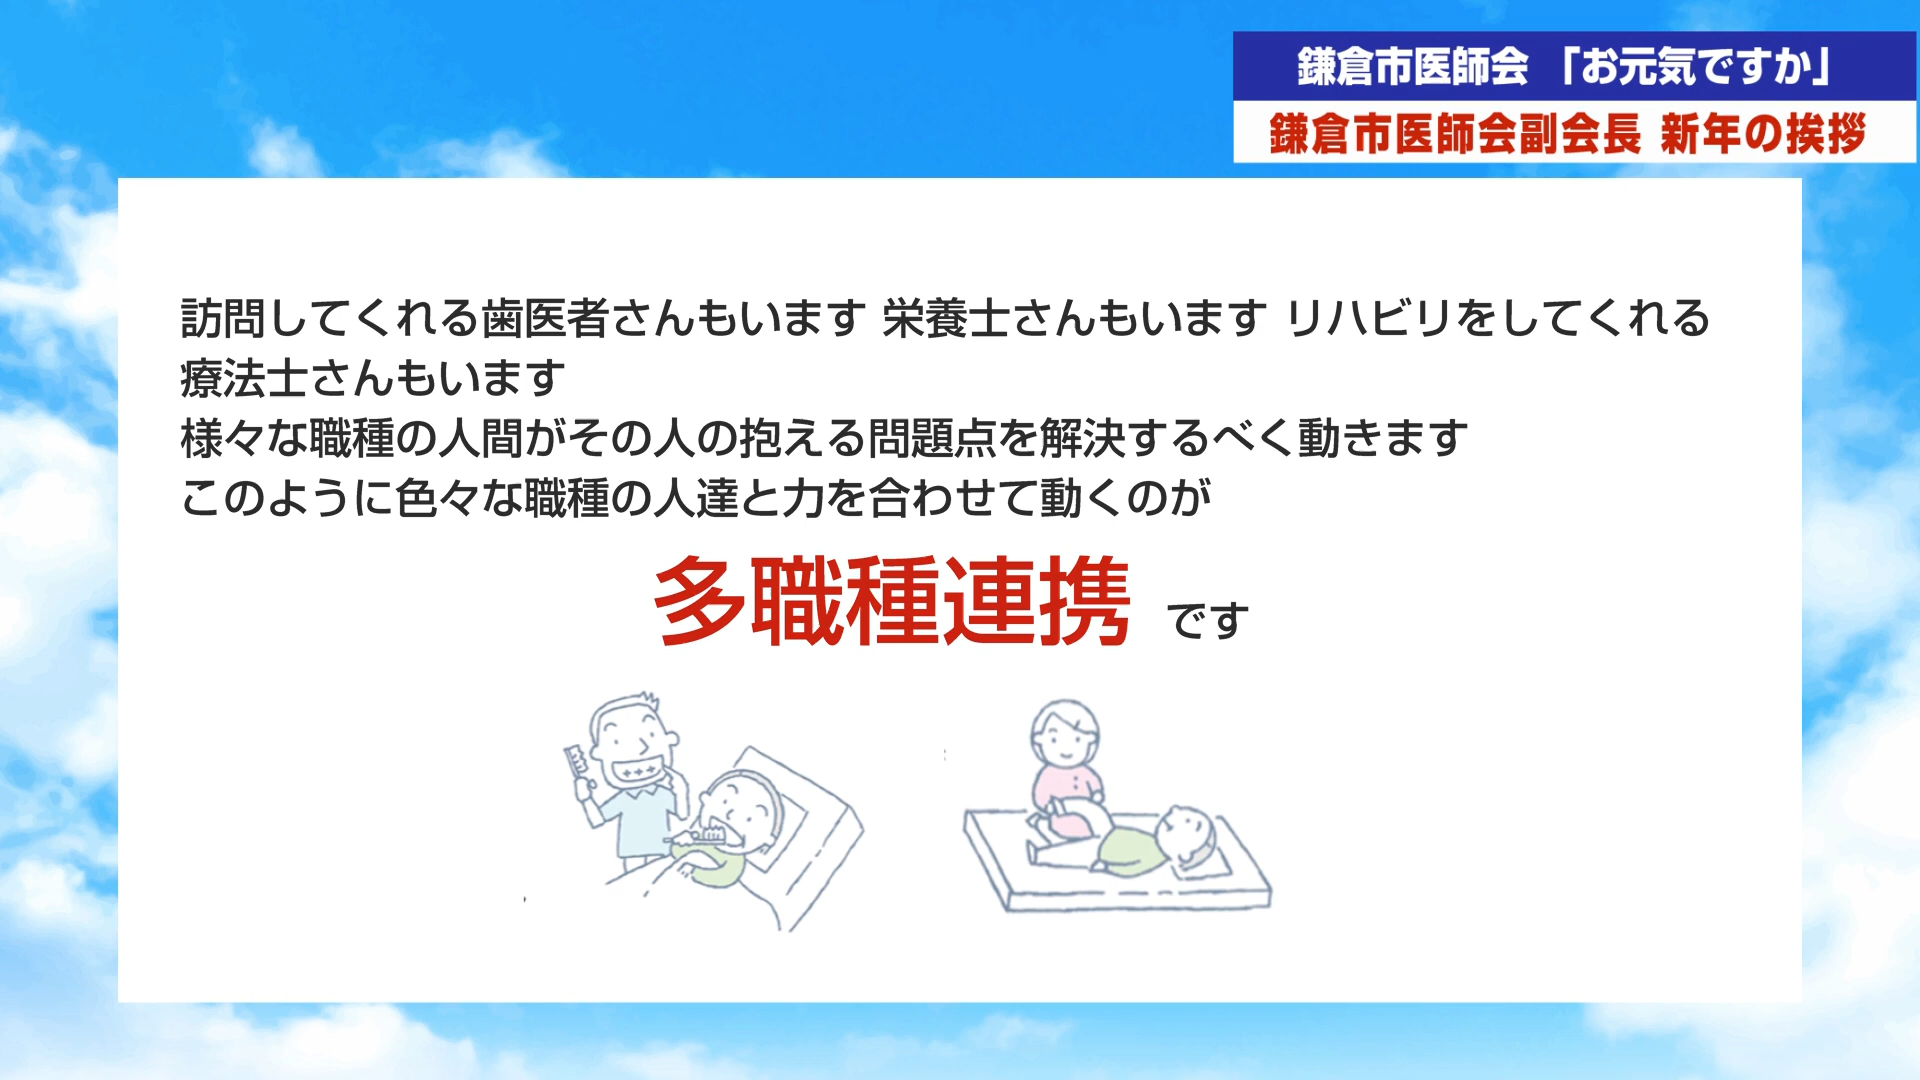 鎌倉市医師会 「お元気ですか」
鎌倉市医師会副会長 新年の挨拶
訪問してくれる歯医者さんもいます 栄養士さんもいます リハビリをしてくれる
療法士さんもいます
様々な職種の人間がその人の抱える問題点を解決するべく動きます
このように色々な職種の人達と力を合わせて動くのが
多職種連携 です